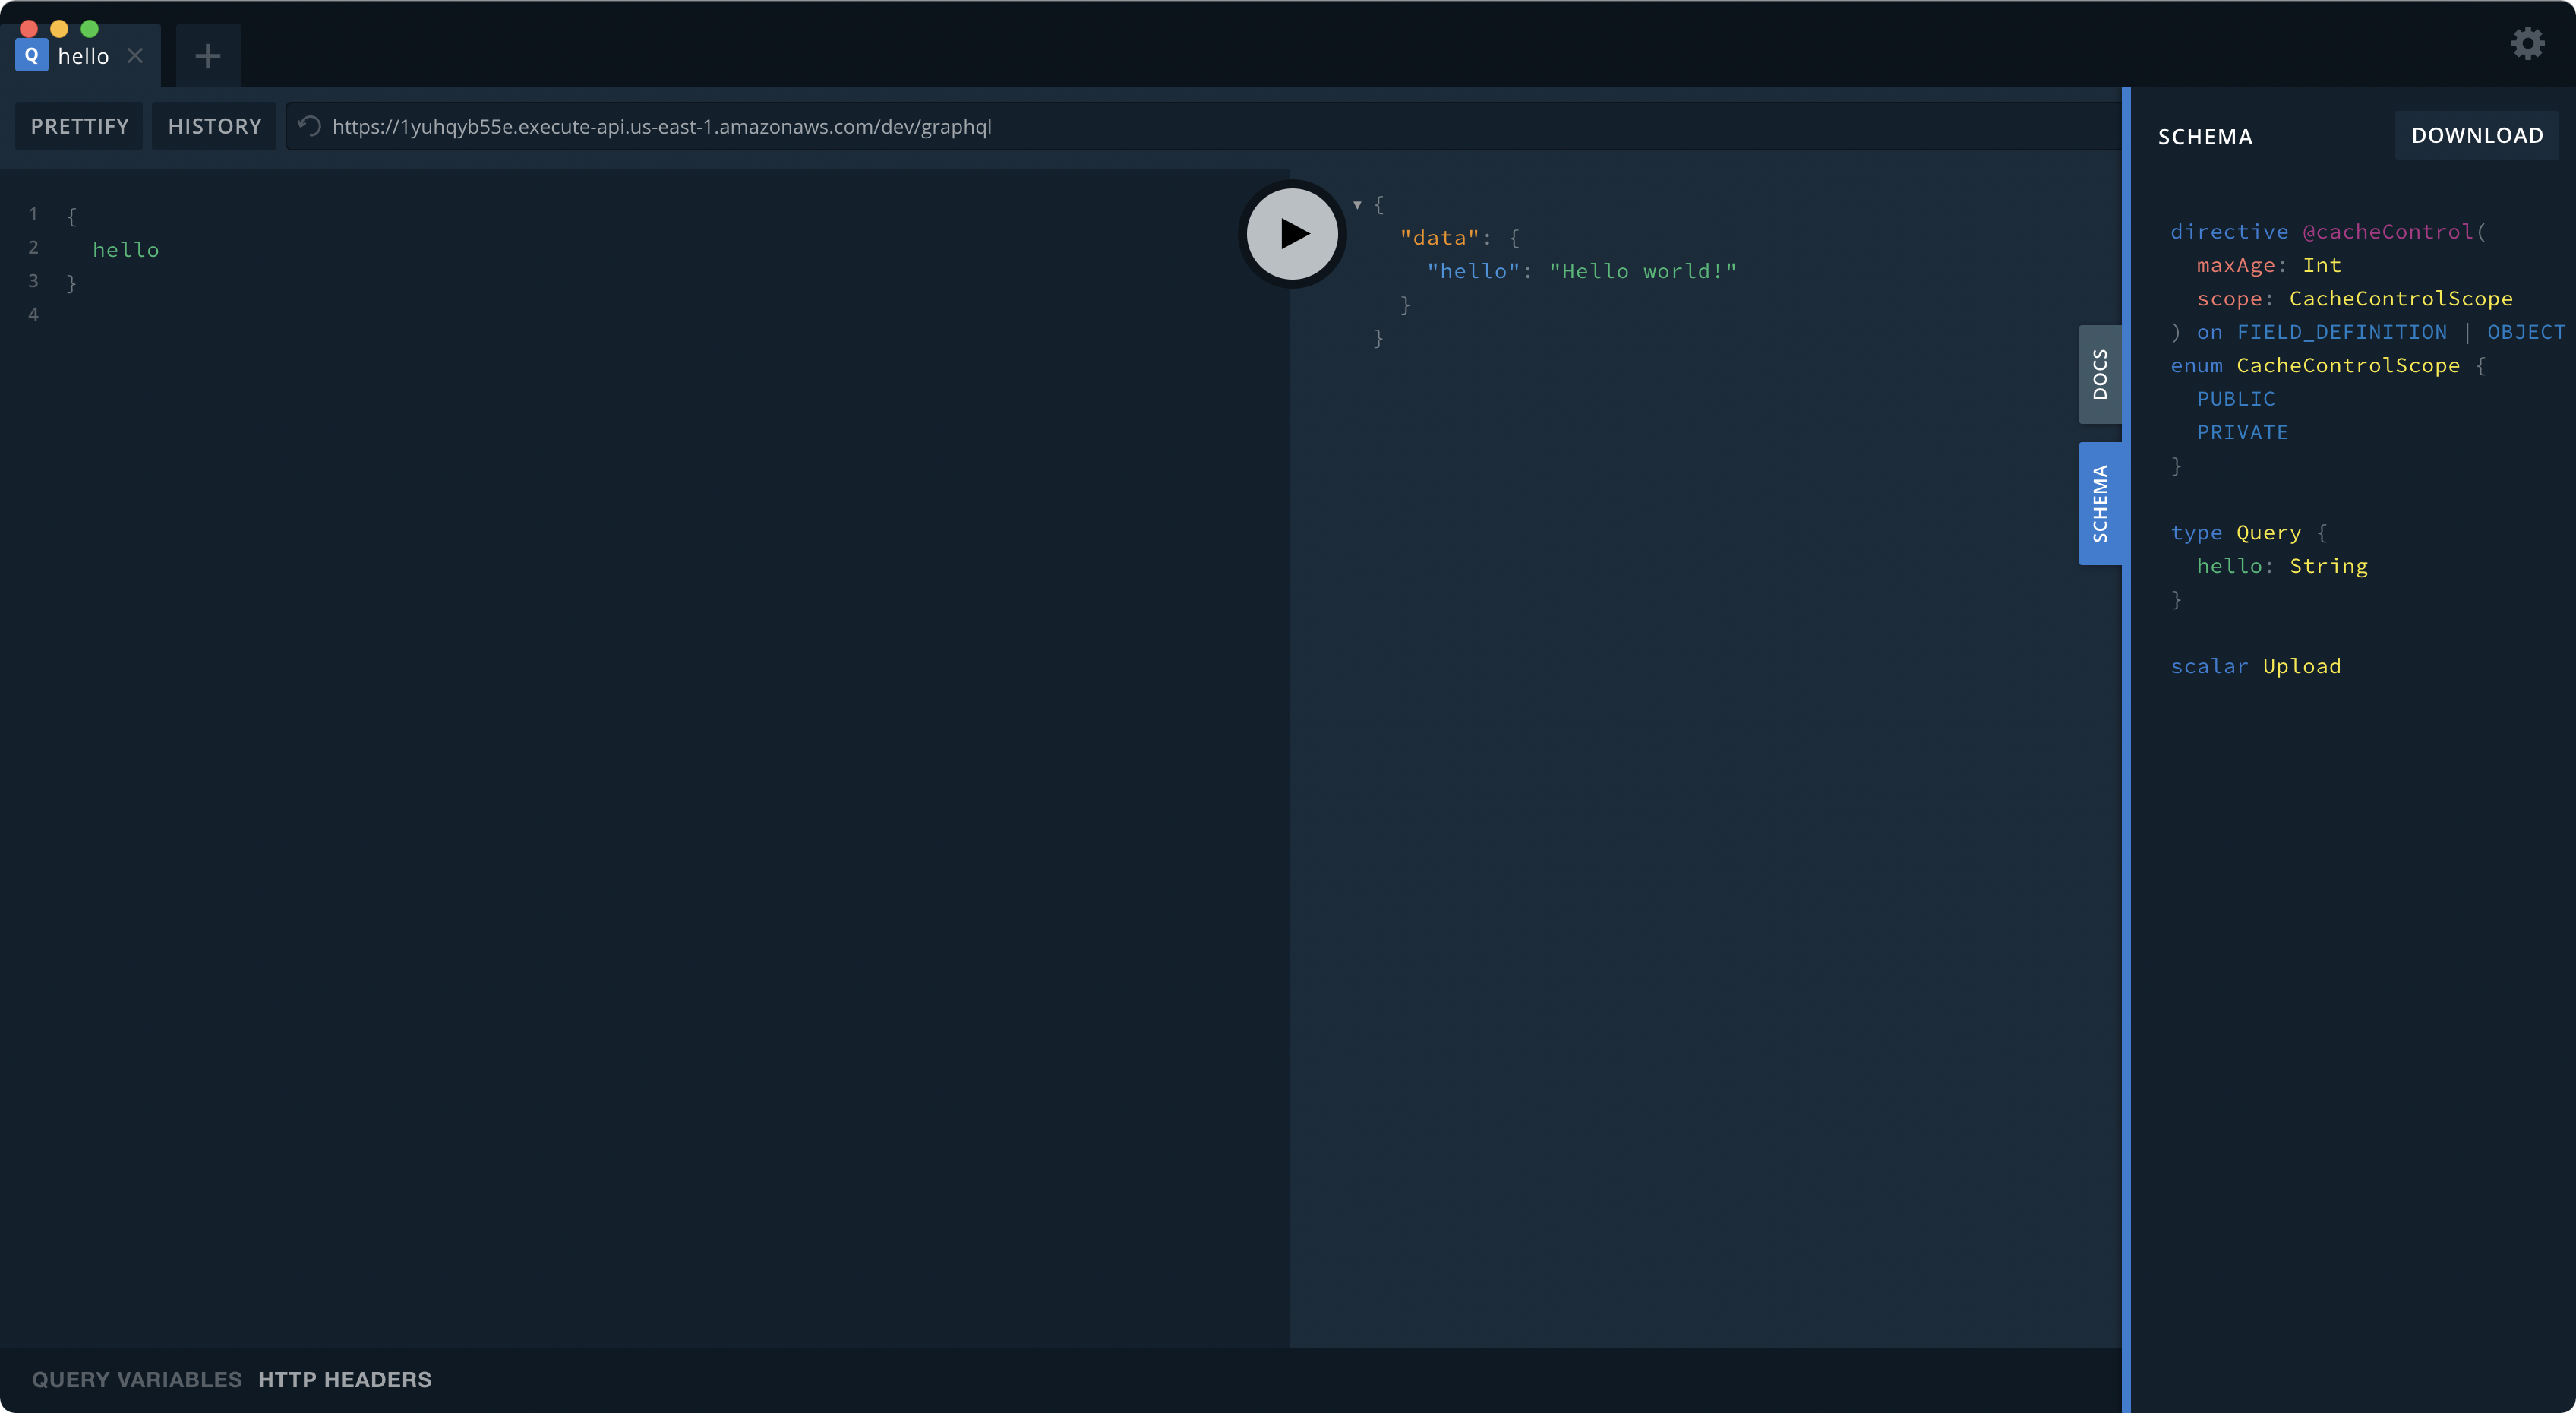 Q hello
PRETTIFY HISTORY https://1yuhqyb55e.execute-api.us-east-1.amazonaws.com/dev/graphql
1 {
2 hello
3 }
4
{
"data": {
"hello": "Hello world!"
}
}
DOCS
SCHEMA
SCHEMA DOWNLOAD
directive @cacheControl(
maxAge: Int
scope: CacheControlScope
) on FIELD_DEFINITION | OBJECT
enum CacheControlScope {
PUBLIC
PRIVATE
}
type Query {
hello: String
}
scalar Upload
QUERY VARIABLES HTTP HEADERS